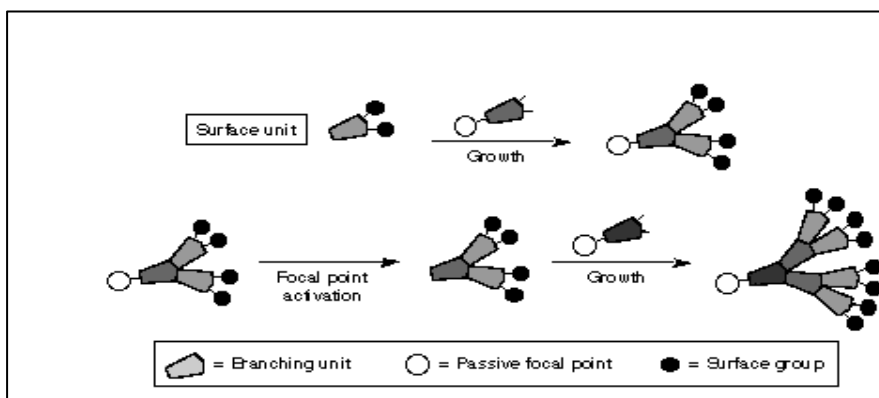 Surface unit
Growth
Focal point
activation
Growth
= Branching unit = Passive focal point = Surface group